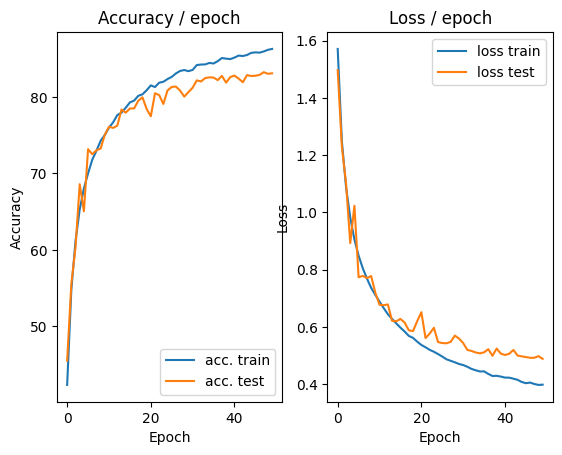 Accuracy / epoch
Accuracy
80
70
60
50
acc. train
acc. test
0
20
40
Epoch
Loss / epoch
Loss
1.6
1.4
1.2
1.0
0.8
0.6
0.4
loss train
loss test
0
20
40
Epoch